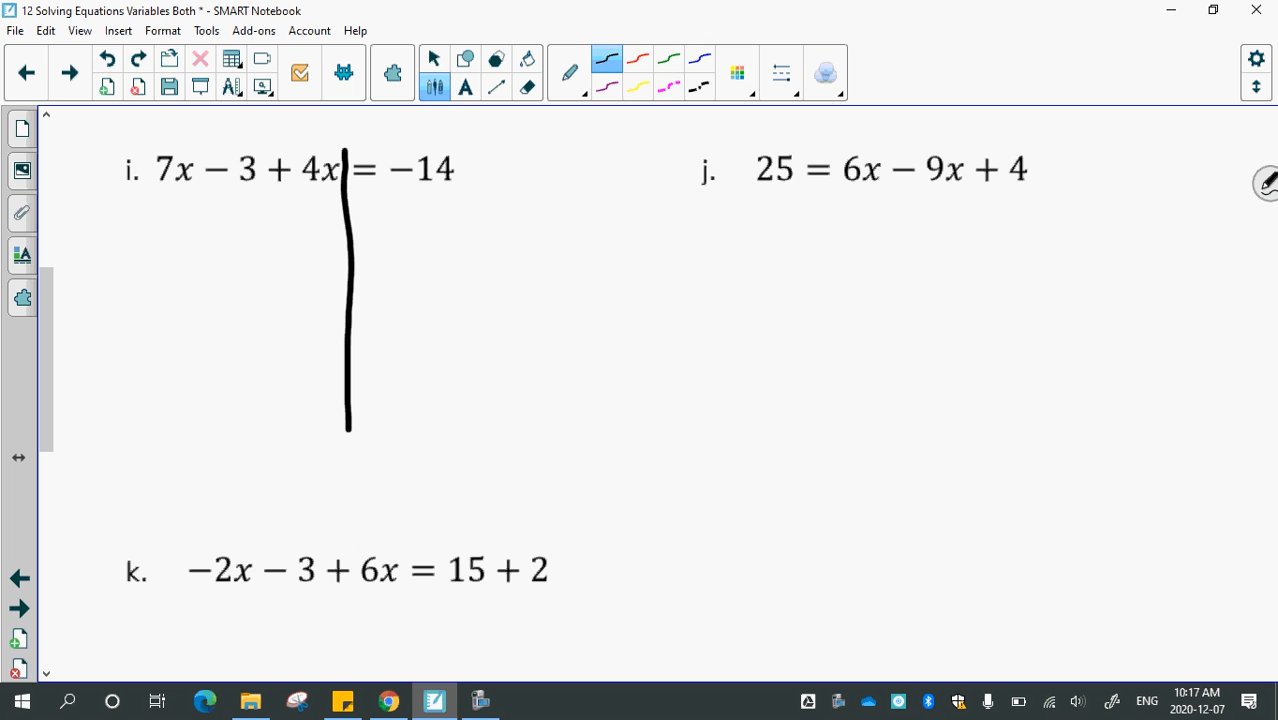 12 Solving Equations Variables Both * - SMART Notebook
File Edit View Insert Format Tools Add-ons Account Help
i. 7x − 3 + 4x = −14
j. 25 = 6x − 9x + 4
k. −2x − 3 + 6x = 15 + 2
ENG
10:17 AM
2020-12-07